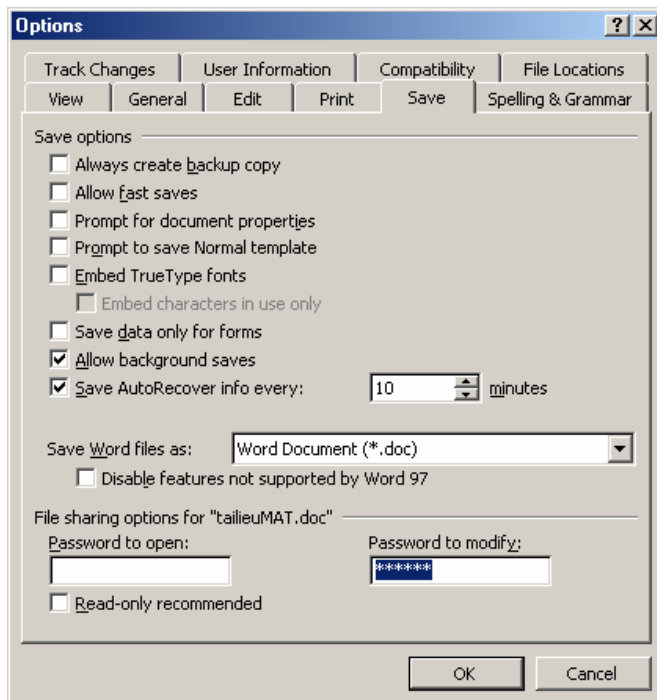 Options
Track Changes User Information Compatibility File Locations
View General Edit Print Save Spelling & Grammar
Save options
Always create backup copy
Allow fast saves
Prompt for document properties
Prompt to save Normal template
Embed TrueType fonts
Embed characters in use only
Save data only for forms
Allow background saves
Save AutoRecover info every: 10 minutes
Save Word files as: Word Document (*.doc)
Disable features not supported by Word 97
File sharing options for "tailieuMAT.doc"
Password to open: Password to modify:
******
Read-only recommended
OK Cancel